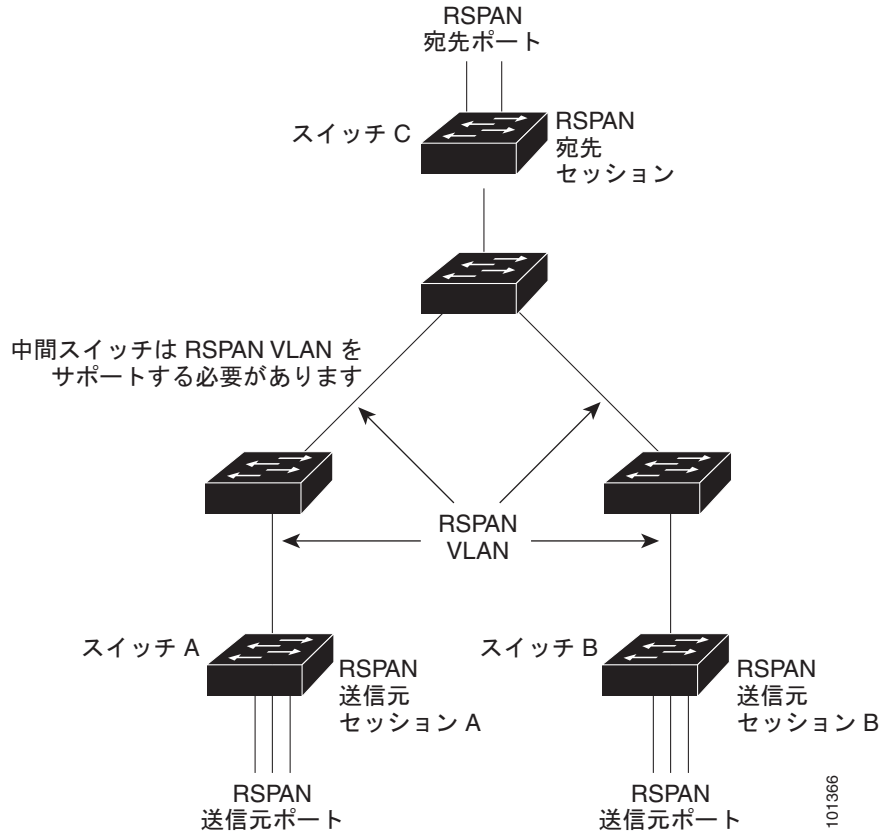 RSPAN
宛先ポート
スイッチ C
RSPAN
宛先
セッション
中間スイッチは RSPAN VLAN を
サポートする必要があります
RSPAN
VLAN
スイッチ A
RSPAN
送信元
セッション A
スイッチ B
RSPAN
送信元
セッション B
RSPAN
送信元ポート
RSPAN
送信元ポート
101366